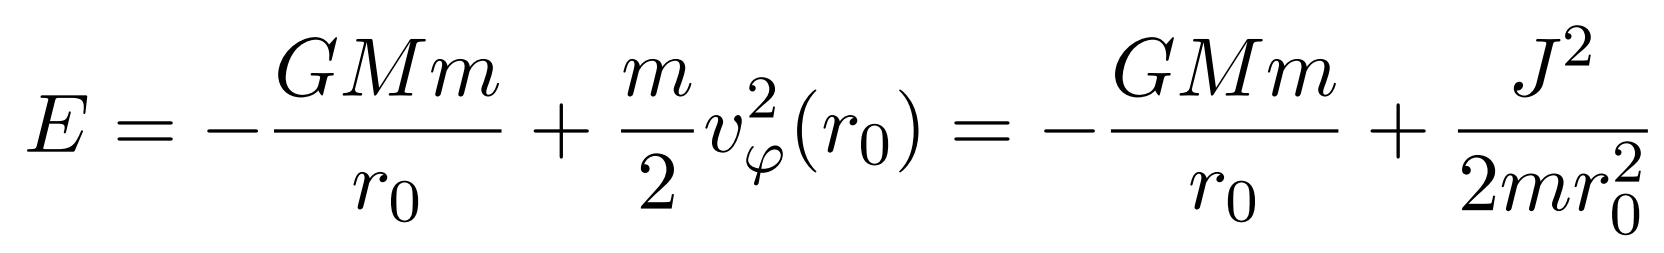 $E = -\frac{GMm}{r_0} + \frac{m}{2} v_{\varphi}^2(r_0) = -\frac{GMm}{r_0} + \frac{J^2}{2mr_0^2}$